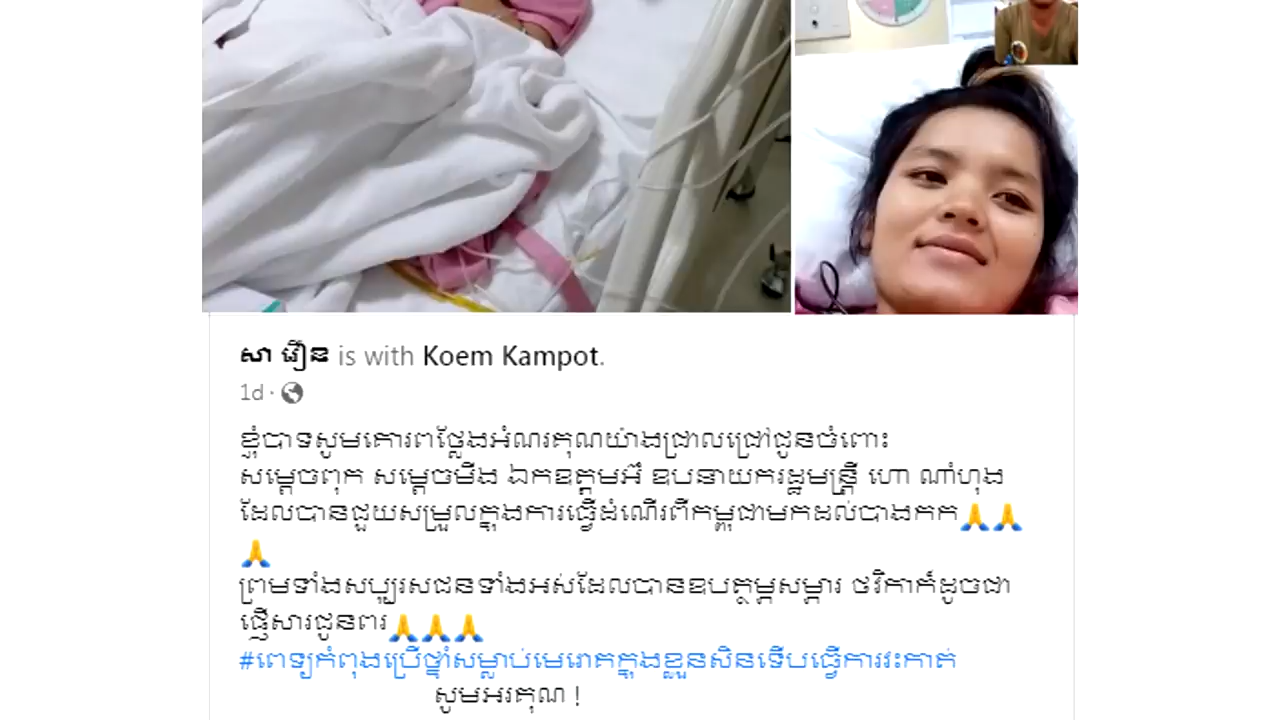 សា រឿន is with Koem Kampot.
1d ·
ខ្ញុំបាទសូមគោរពថ្លែងអំណរគុណយ៉ាងជ្រាលជ្រៅជូនចំពោះ
សម្ដេចពុក សម្ដេចមីង ឯកឧត្តមអ៊ំ ឧបនាយករដ្ឋមន្ត្រី ហោ ណាំហុង
ដែលបានជួយសម្រួលក្នុងការធ្វើដំណើរពីកម្ពុជាមកដល់បាងកក🙏🙏
🙏
ព្រមទាំងសប្បុរសជនទាំងអស់ដែលបានឧបត្ថម្ភសម្ភារ ថវិកាក៏ដូចជា
ផ្ញើសារជូនពរ🙏🙏🙏
#ពេទ្យកំពុងប្រើថ្នាំសម្លាប់មេរោគក្នុងខ្លួនសិនទើបធ្វើការវះកាត់
សូមអរគុណ !